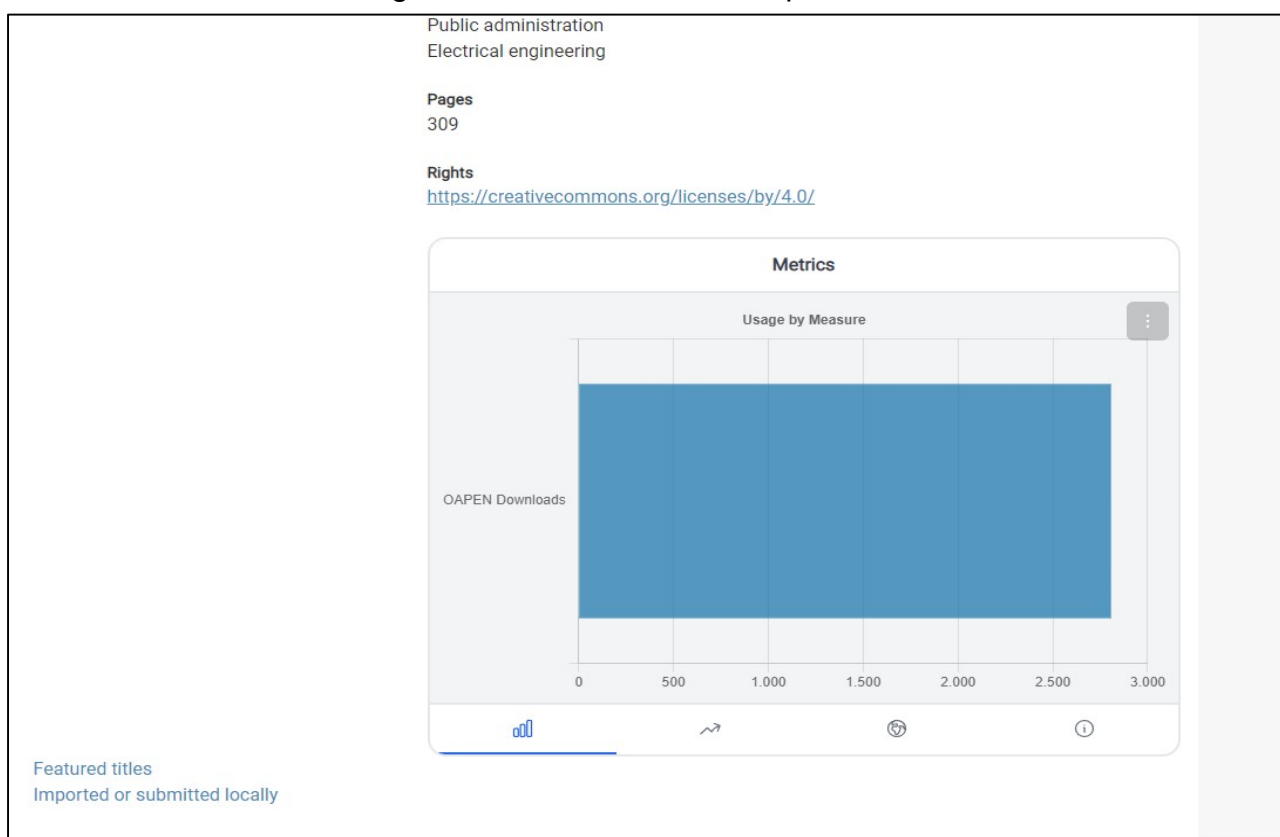 Public administration
Electrical engineering
Pages
309
Rights
https://creativecommons.org/licenses/by/4.0/
Metrics
Usage by Measure
OAPEN Downloads
0 500 1.000 1.500 2.000 2.500 3.000
Featured titles
Imported or submitted locally